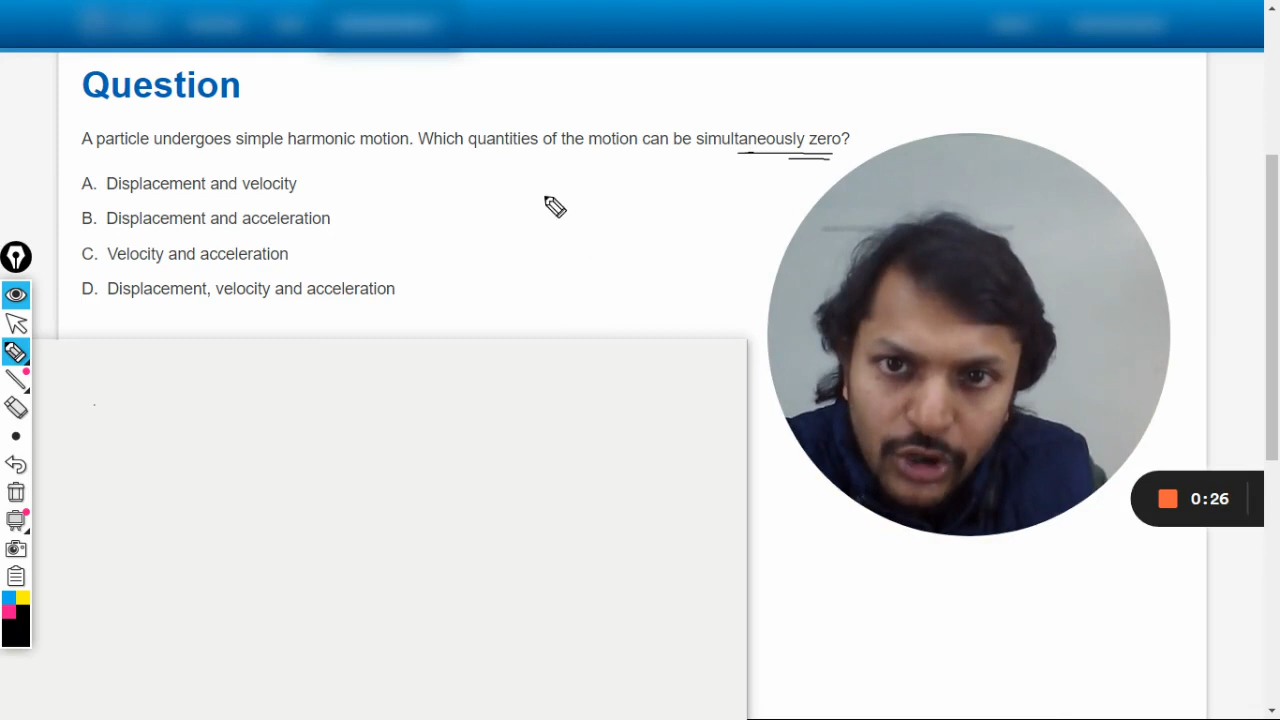 Question
A particle undergoes simple harmonic motion. Which quantities of the motion can be simultaneously zero?
A. Displacement and velocity
B. Displacement and acceleration
C. Velocity and acceleration
D. Displacement, velocity and acceleration
0:26